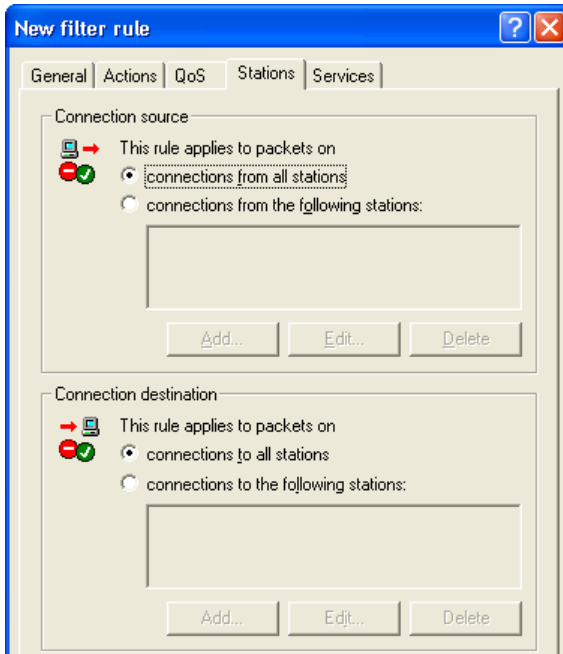 New filter rule
General Actions QoS Stations Services
Connection source
This rule applies to packets on
connections from all stations
connections from the following stations:
Add... Edit... Delete
Connection destination
This rule applies to packets on
connections to all stations
connections to the following stations:
Add... Edit... Delete